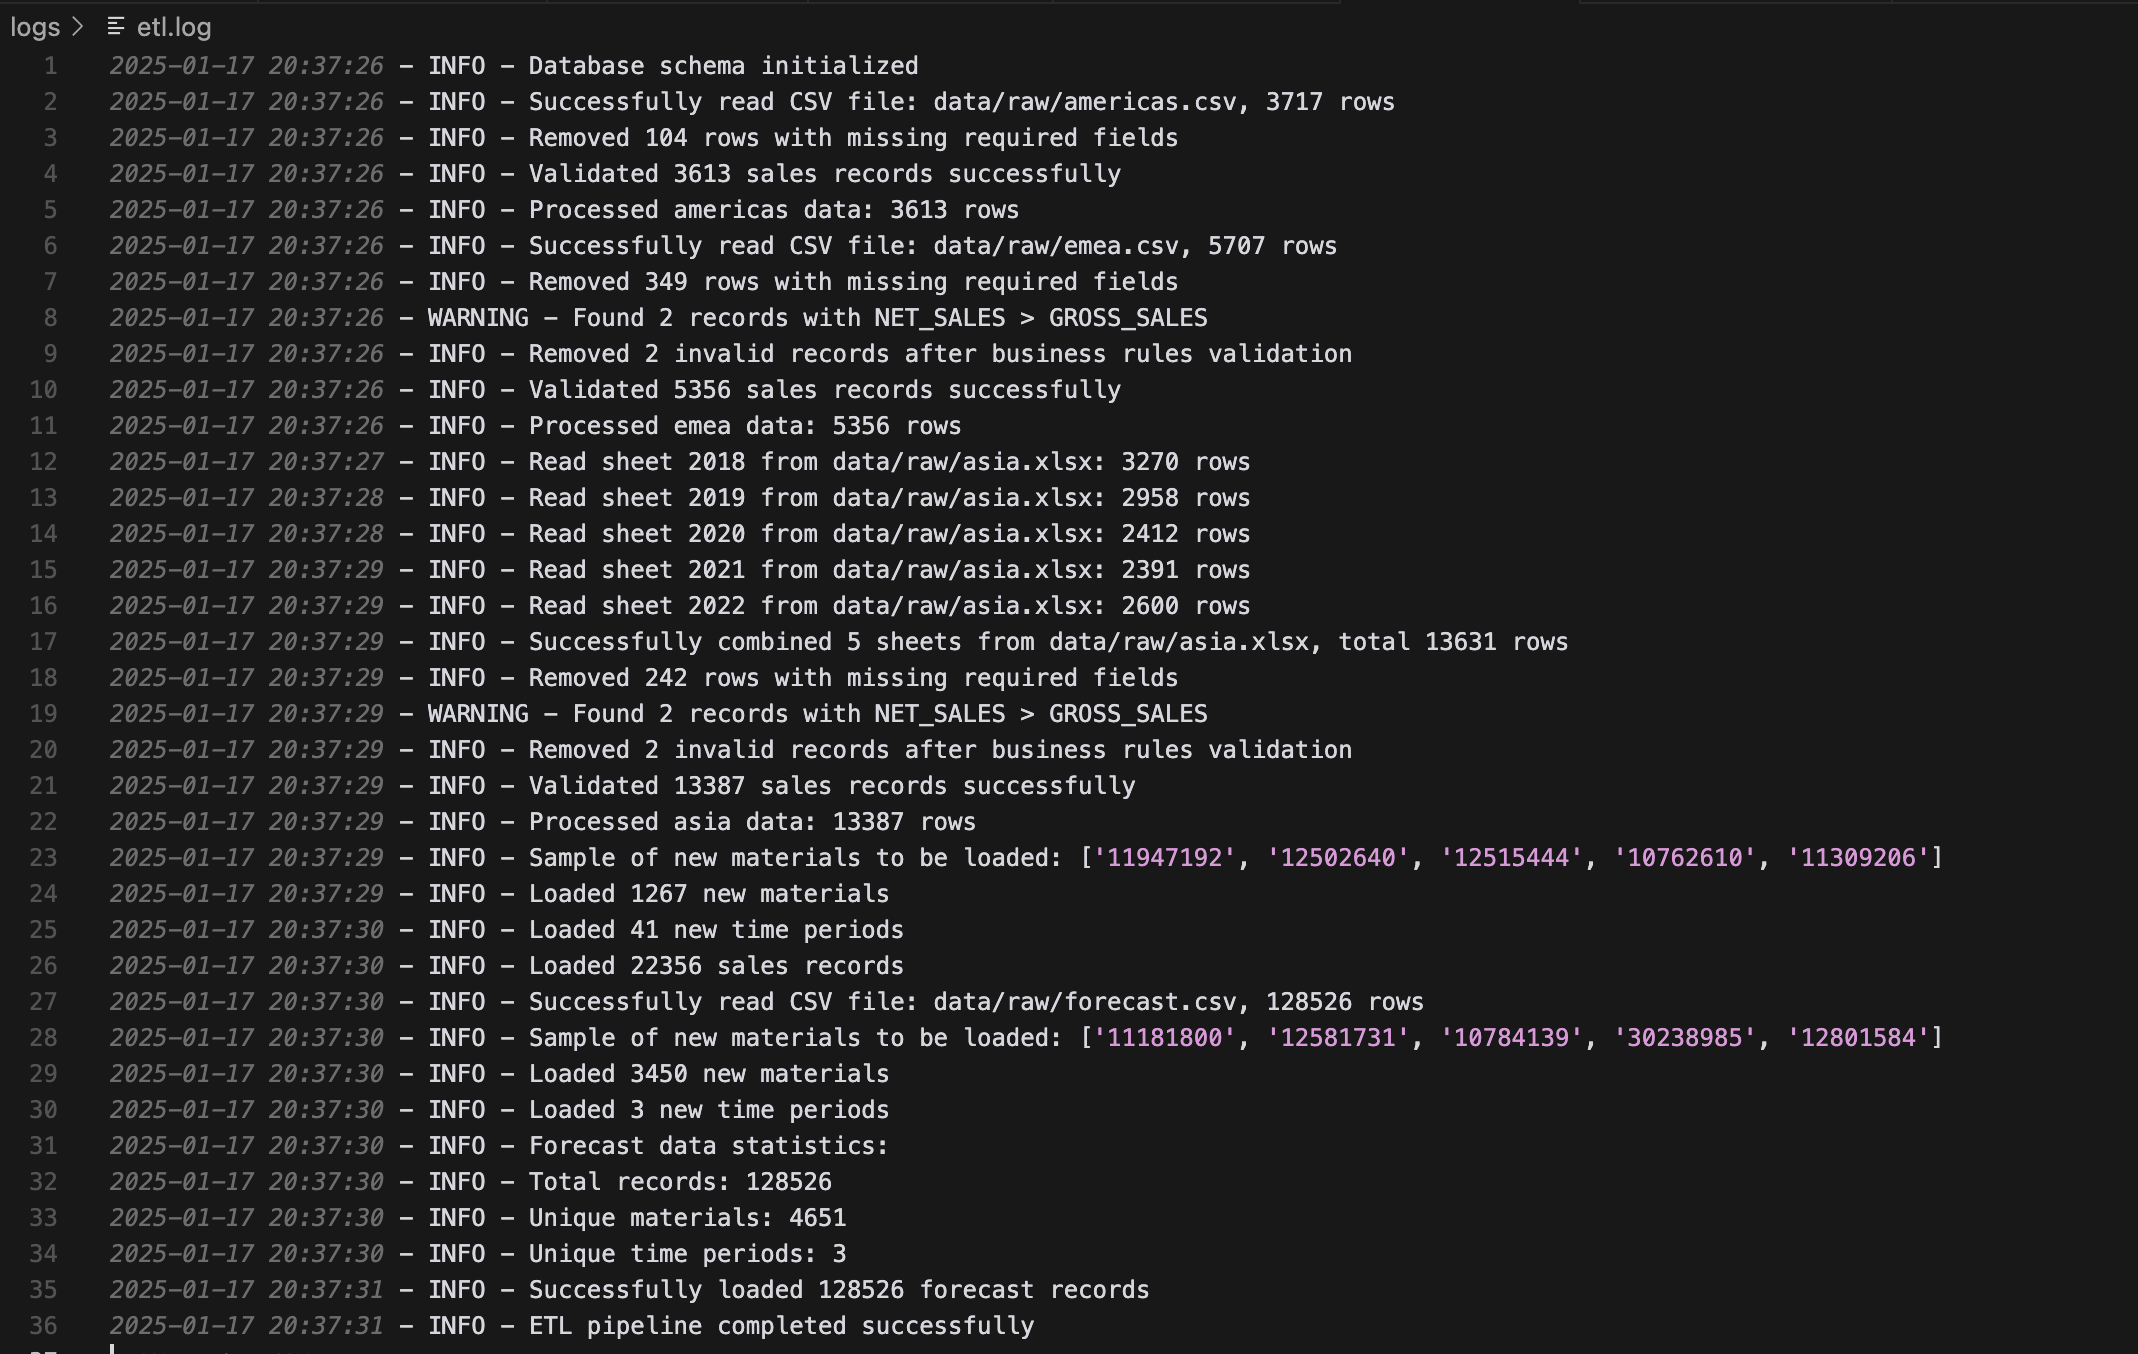 logs > etl.log
1 2025-01-17 20:37:26 - INFO - Database schema initialized
2 2025-01-17 20:37:26 - INFO - Successfully read CSV file: data/raw/americas.csv, 3717 rows
3 2025-01-17 20:37:26 - INFO - Removed 104 rows with missing required fields
4 2025-01-17 20:37:26 - INFO - Validated 3613 sales records successfully
5 2025-01-17 20:37:26 - INFO - Processed americas data: 3613 rows
6 2025-01-17 20:37:26 - INFO - Successfully read CSV file: data/raw/emea.csv, 5707 rows
7 2025-01-17 20:37:26 - INFO - Removed 349 rows with missing required fields
8 2025-01-17 20:37:26 - WARNING - Found 2 records with NET_SALES > GROSS_SALES
9 2025-01-17 20:37:26 - INFO - Removed 2 invalid records after business rules validation
10 2025-01-17 20:37:26 - INFO - Validated 5356 sales records successfully
11 2025-01-17 20:37:26 - INFO - Processed emea data: 5356 rows
12 2025-01-17 20:37:27 - INFO - Read sheet 2018 from data/raw/asia.xlsx: 3270 rows
13 2025-01-17 20:37:28 - INFO - Read sheet 2019 from data/raw/asia.xlsx: 2958 rows
14 2025-01-17 20:37:28 - INFO - Read sheet 2020 from data/raw/asia.xlsx: 2412 rows
15 2025-01-17 20:37:29 - INFO - Read sheet 2021 from data/raw/asia.xlsx: 2391 rows
16 2025-01-17 20:37:29 - INFO - Read sheet 2022 from data/raw/asia.xlsx: 2600 rows
17 2025-01-17 20:37:29 - INFO - Successfully combined 5 sheets from data/raw/asia.xlsx, total 13631 rows
18 2025-01-17 20:37:29 - INFO - Removed 242 rows with missing required fields
19 2025-01-17 20:37:29 - WARNING - Found 2 records with NET_SALES > GROSS_SALES
20 2025-01-17 20:37:29 - INFO - Removed 2 invalid records after business rules validation
21 2025-01-17 20:37:29 - INFO - Validated 13387 sales records successfully
22 2025-01-17 20:37:29 - INFO - Processed asia data: 13387 rows
23 2025-01-17 20:37:29 - INFO - Sample of new materials to be loaded: ['11947192', '12502640', '12515444', '10762610', '11309206']
24 2025-01-17 20:37:29 - INFO - Loaded 1267 new materials
25 2025-01-17 20:37:30 - INFO - Loaded 41 new time periods
26 2025-01-17 20:37:30 - INFO - Loaded 22356 sales records
27 2025-01-17 20:37:30 - INFO - Successfully read CSV file: data/raw/forecast.csv, 128526 rows
28 2025-01-17 20:37:30 - INFO - Sample of new materials to be loaded: ['11181800', '12581731', '10784139', '30238985', '12801584']
29 2025-01-17 20:37:30 - INFO - Loaded 3450 new materials
30 2025-01-17 20:37:30 - INFO - Loaded 3 new time periods
31 2025-01-17 20:37:30 - INFO - Forecast data statistics:
32 2025-01-17 20:37:30 - INFO - Total records: 128526
33 2025-01-17 20:37:30 - INFO - Unique materials: 4651
34 2025-01-17 20:37:30 - INFO - Unique time periods: 3
35 2025-01-17 20:37:31 - INFO - Successfully loaded 128526 forecast records
36 2025-01-17 20:37:31 - INFO - ETL pipeline completed successfully